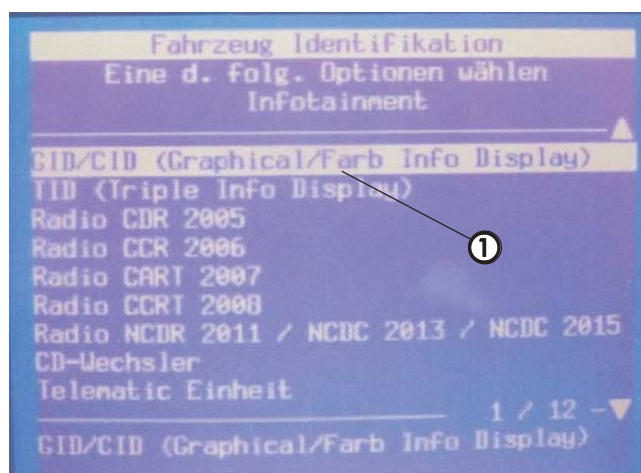 Fahrzeug Identifikation
Eine d. folg. Optionen wählen
Infotainment
GID/CID (Graphical/Farb Info Display)
TID (Triple Info Display)
Radio CDR 2005
Radio CCR 2006
Radio CART 2007
Radio CCRT 2008
Radio NCDR 2011 / NCDC 2013 / NCDC 2015
CD-Wechsler
Telematic Einheit
1 / 12
GID/CID (Graphical/Farb Info Display)
1